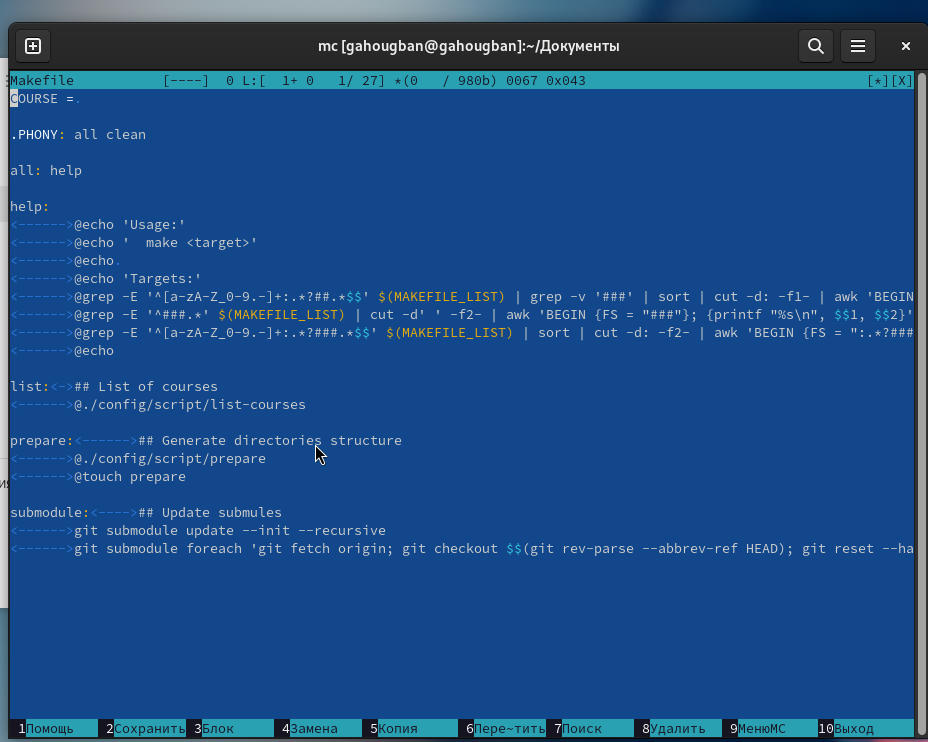 mc [gahougban@gahougban]:~/Документы
Makefile [----] 0 L:[ 1+ 0 1/ 27] *(0 / 980b) 0067 0x043 [*][X]
COURSE =.
.PHONY: all clean
all: help
help:
<------>@echo 'Usage:'
<------>@echo '  make <target>'
<------>@echo.
<------>@echo 'Targets:'
<------>@grep -E '^[a-zA-Z_0-9.-]+:.*?##.*$$' $(MAKEFILE_LIST) | grep -v '###' | sort | cut -d: -f1- | awk 'BEGIN
<------>@grep -E '^###.*' $(MAKEFILE_LIST) | cut -d' ' -f2- | awk 'BEGIN {FS = "###"}; {printf "%s\n", $$1, $$2}'
<------>@grep -E '^[a-zA-Z_0-9.-]+:.*?###.*$$' $(MAKEFILE_LIST) | sort | cut -d: -f2- | awk 'BEGIN {FS = ":.*?###
<------>@echo
list:<->## List of courses
<------>@./config/script/list-courses
prepare:<------>## Generate directories structure
<------>@./config/script/prepare
<------>@touch prepare
submodule:<---->## Update submules
<------>git submodule update --init --recursive
<------>git submodule foreach 'git fetch origin; git checkout $$(git rev-parse --abbrev-ref HEAD); git reset --ha
1Помощь 2Сохранить 3Блок 4Замена 5Копия 6Пере~тить 7Поиск 8Удалить 9МенюMC 10Выход